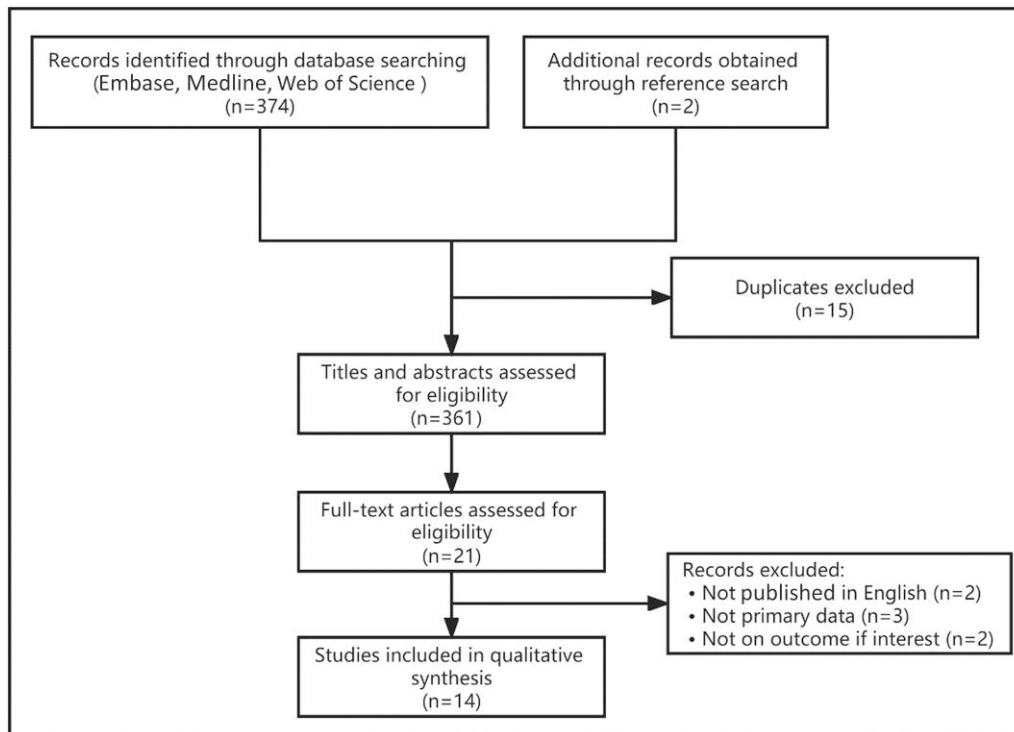 Records identified through database searching
(Embase, Medline, Web of Science )
(n=374)
Additional records obtained
through reference search
(n=2)
Duplicates excluded
(n=15)
Titles and abstracts assessed
for eligibility
(n=361)
Full-text articles assessed for
eligibility
(n=21)
Records excluded:
• Not published in English (n=2)
• Not primary data (n=3)
• Not on outcome if interest (n=2)
Studies included in qualitative
synthesis
(n=14)